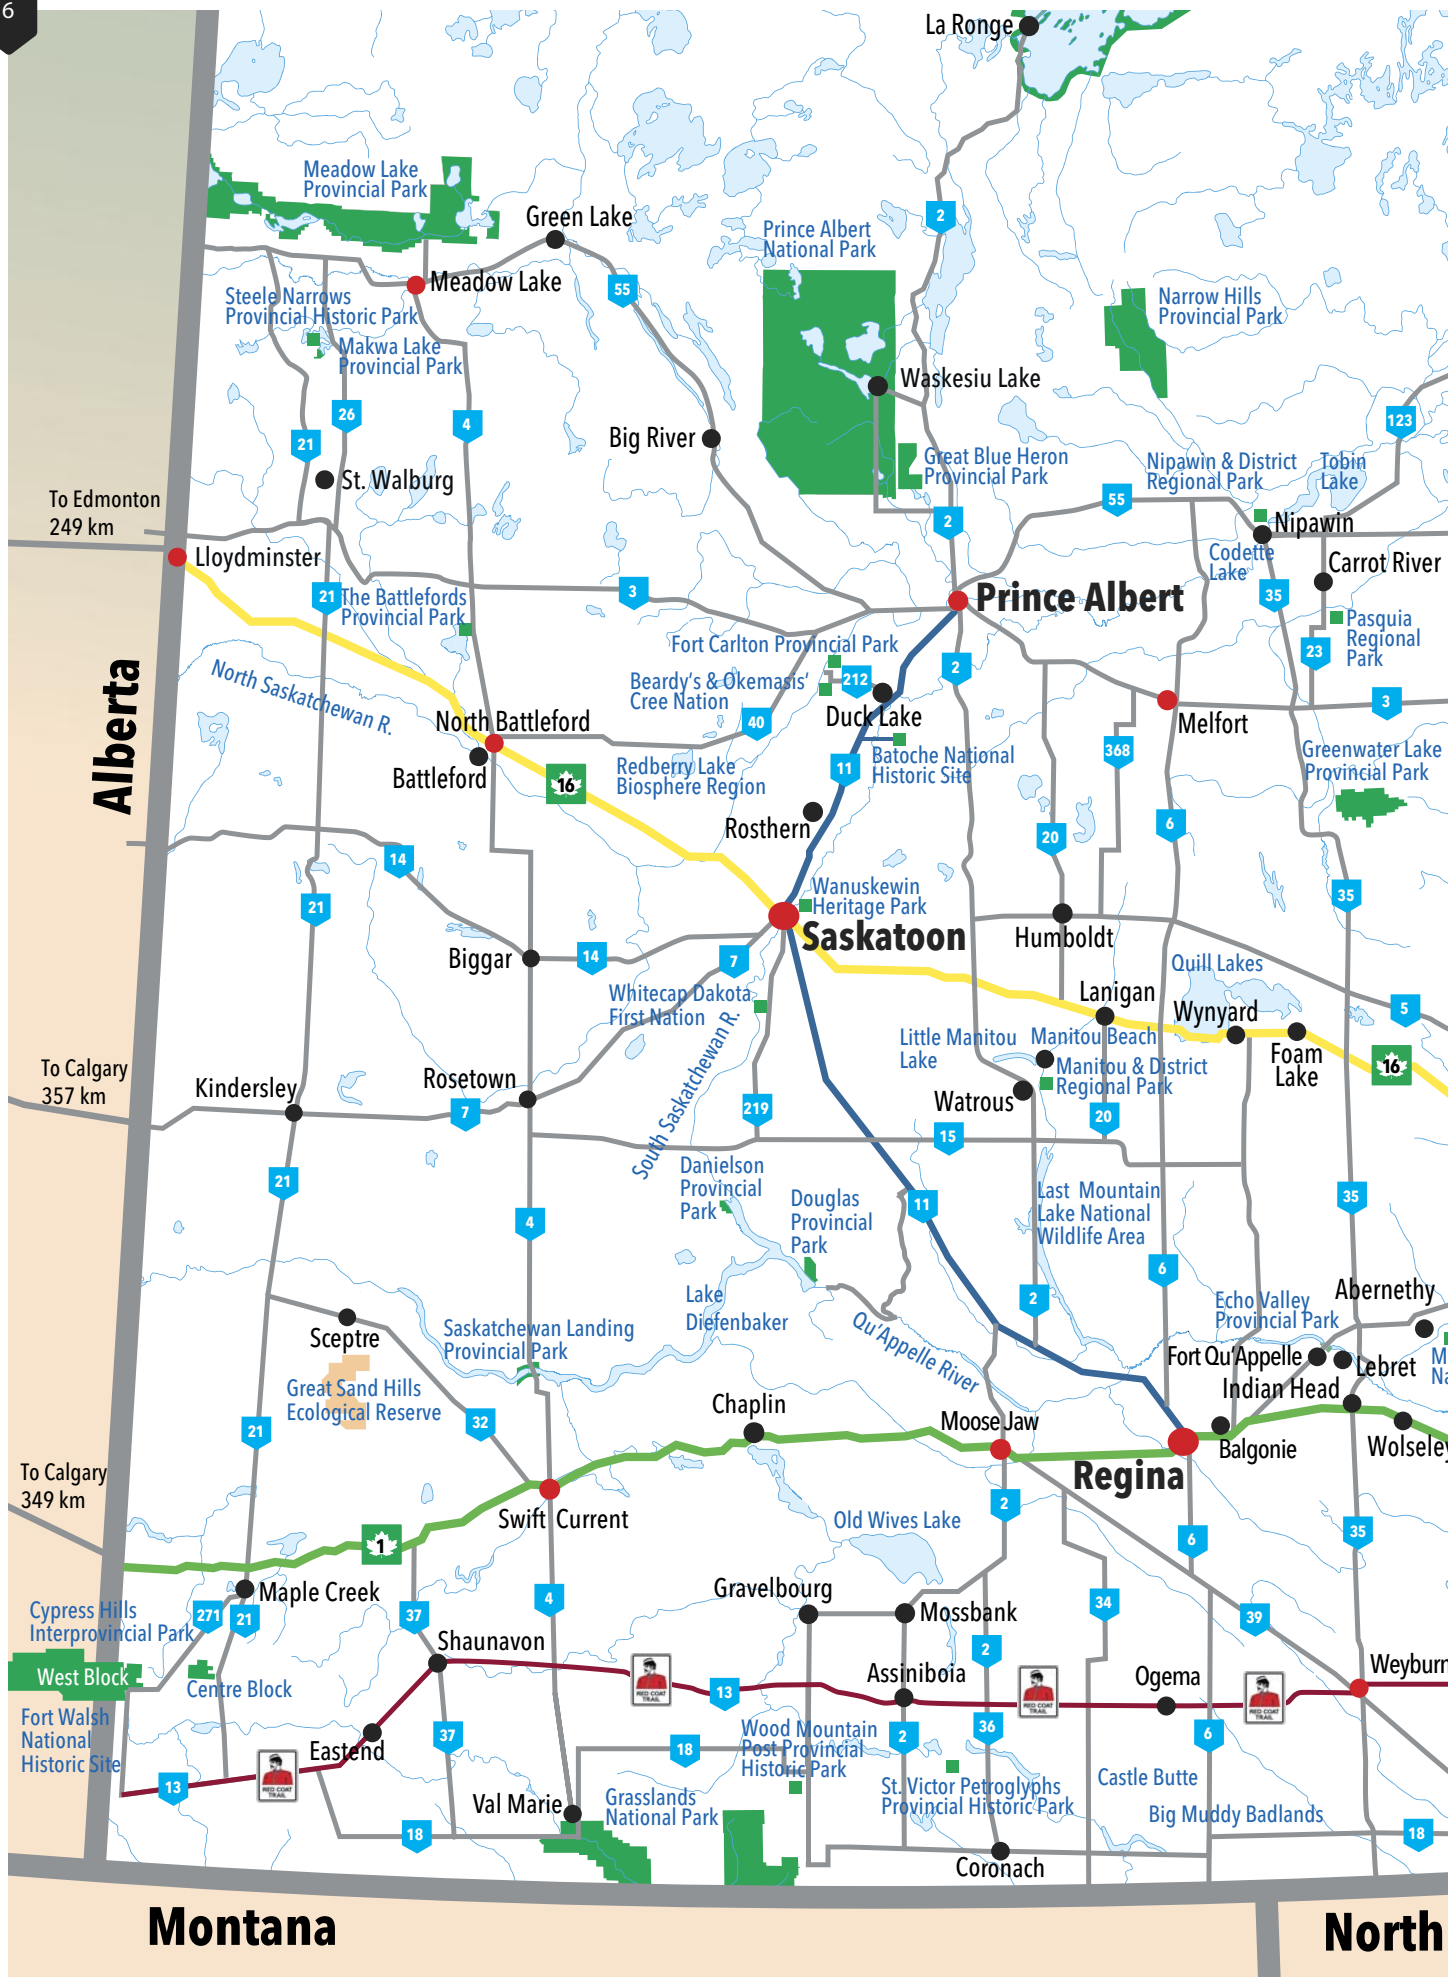 6
La Ronge
Meadow Lake
Provincial Park
Green Lake
2
Prince Albert
National Park
Meadow Lake
55
Steele Narrows
Provincial Historic Park
Narrow Hills
Provincial Park
Makwa Lake
Provincial Park
Waskesiu Lake
26
4
21
123
Big River
Great Blue Heron
Provincial Park
Nipawin & District
Regional Park
Tobin
Lake
St. Walburg
To Edmonton
249 km
55
2
Nipawin
Lloydminster
Codette
Lake
Carrot River
21
The Battlefords
Provincial Park
3
Prince Albert
35
Pasquia
Regional
Park
23
Fort Carlton Provincial Park
2
212
Beardy's & Okemasis'
Cree Nation
North Saskatchewan R.
Alberta
Duck Lake
Melfort
3
North Battleford
40
368
Battleford
16
Redberry Lake
Biosphere Region
11
Batoche National
Historic Site
Greenwater Lake
Provincial Park
Rosthern
20
6
14
21
Wanuskewin
Heritage Park
35
Saskatoon
Humboldt
Biggar
14
7
Quill Lakes
Whitecap Dakota
First Nation
Lanigan
Wynyard
5
South Saskatchewan R.
Little Manitou
Lake
Manitou Beach
Foam
Lake
16
To Calgary
357 km
Kindersley
Rosetown
Manitou & District
Regional Park
Watrous
7
219
20
15
Danielson
Provincial
Park
21
Douglas
Provincial
Park
11
Last Mountain
Lake National
Wildlife Area
35
4
6
Lake
Diefenbaker
2
Abernethy
Echo Valley
Provincial Park
Sceptre
Saskatchewan Landing
Provincial Park
Qu'Appelle River
Fort Qu'Appelle
Lebret
M
Na
Great Sand Hills
Ecological Reserve
Indian Head
21
32
Chaplin
Moose Jaw
Balgonie
Wolseley
Regina
To Calgary
349 km
2
Swift Current
Old Wives Lake
35
6
1
Maple Creek
Gravelbourg
Mossbank
4
34
39
Cypress Hills
Interprovincial Park
271
21
37
Shaunavon
2
West Block
Centre Block
RED COAT
TRAIL
13
Assiniboia
RED COAT
TRAIL
Ogema
RED COAT
TRAIL
Weyburn
Fort Walsh
National
Historic Site
Eastend
37
18
Wood Mountain
Post Provincial
Historic Park
2
36
6
13
RED COAT
TRAIL
Val Marie
Grasslands
National Park
St. Victor Petroglyphs
Provincial Historic Park
Castle Butte
Big Muddy Badlands
18
18
Coronach
Montana
North